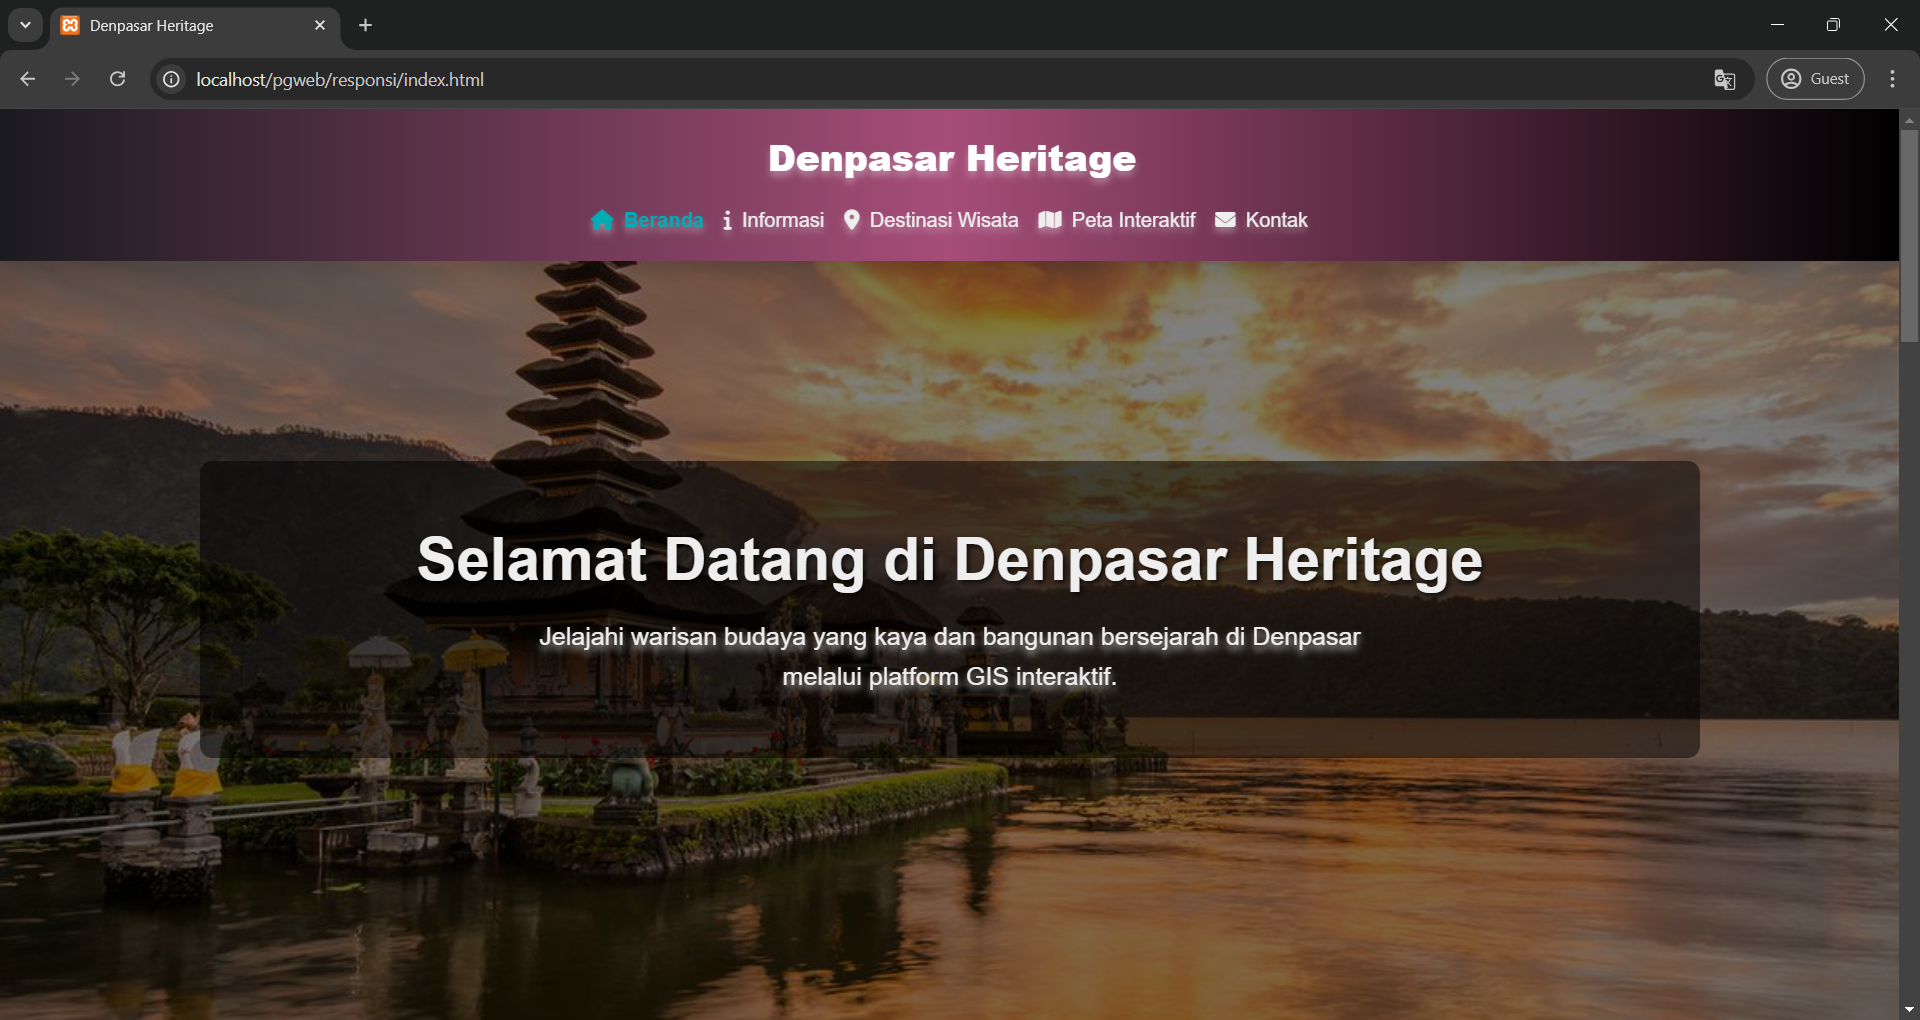 Denpasar Heritage
localhost/pgweb/responsi/index.html
Guest
Denpasar Heritage
Beranda Informasi Destinasi Wisata Peta Interaktif Kontak
Selamat Datang di Denpasar Heritage
Jelajahi warisan budaya yang kaya dan bangunan bersejarah di Denpasar
melalui platform GIS interaktif.